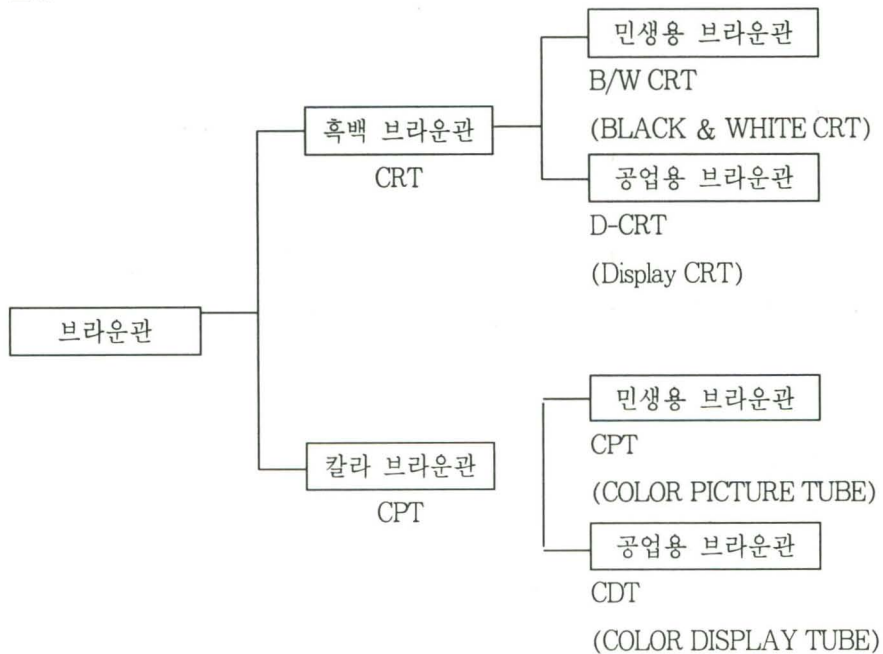 민생용 브라운관
B/W CRT
(BLACK & WHITE CRT)
흑백 브라운관
CRT
공업용 브라운관
D-CRT
(Display CRT)
브라운관
민생용 브라운관
CPT
(COLOR PICTURE TUBE)
칼라 브라운관
CPT
공업용 브라운관
CDT
(COLOR DISPLAY TUBE)